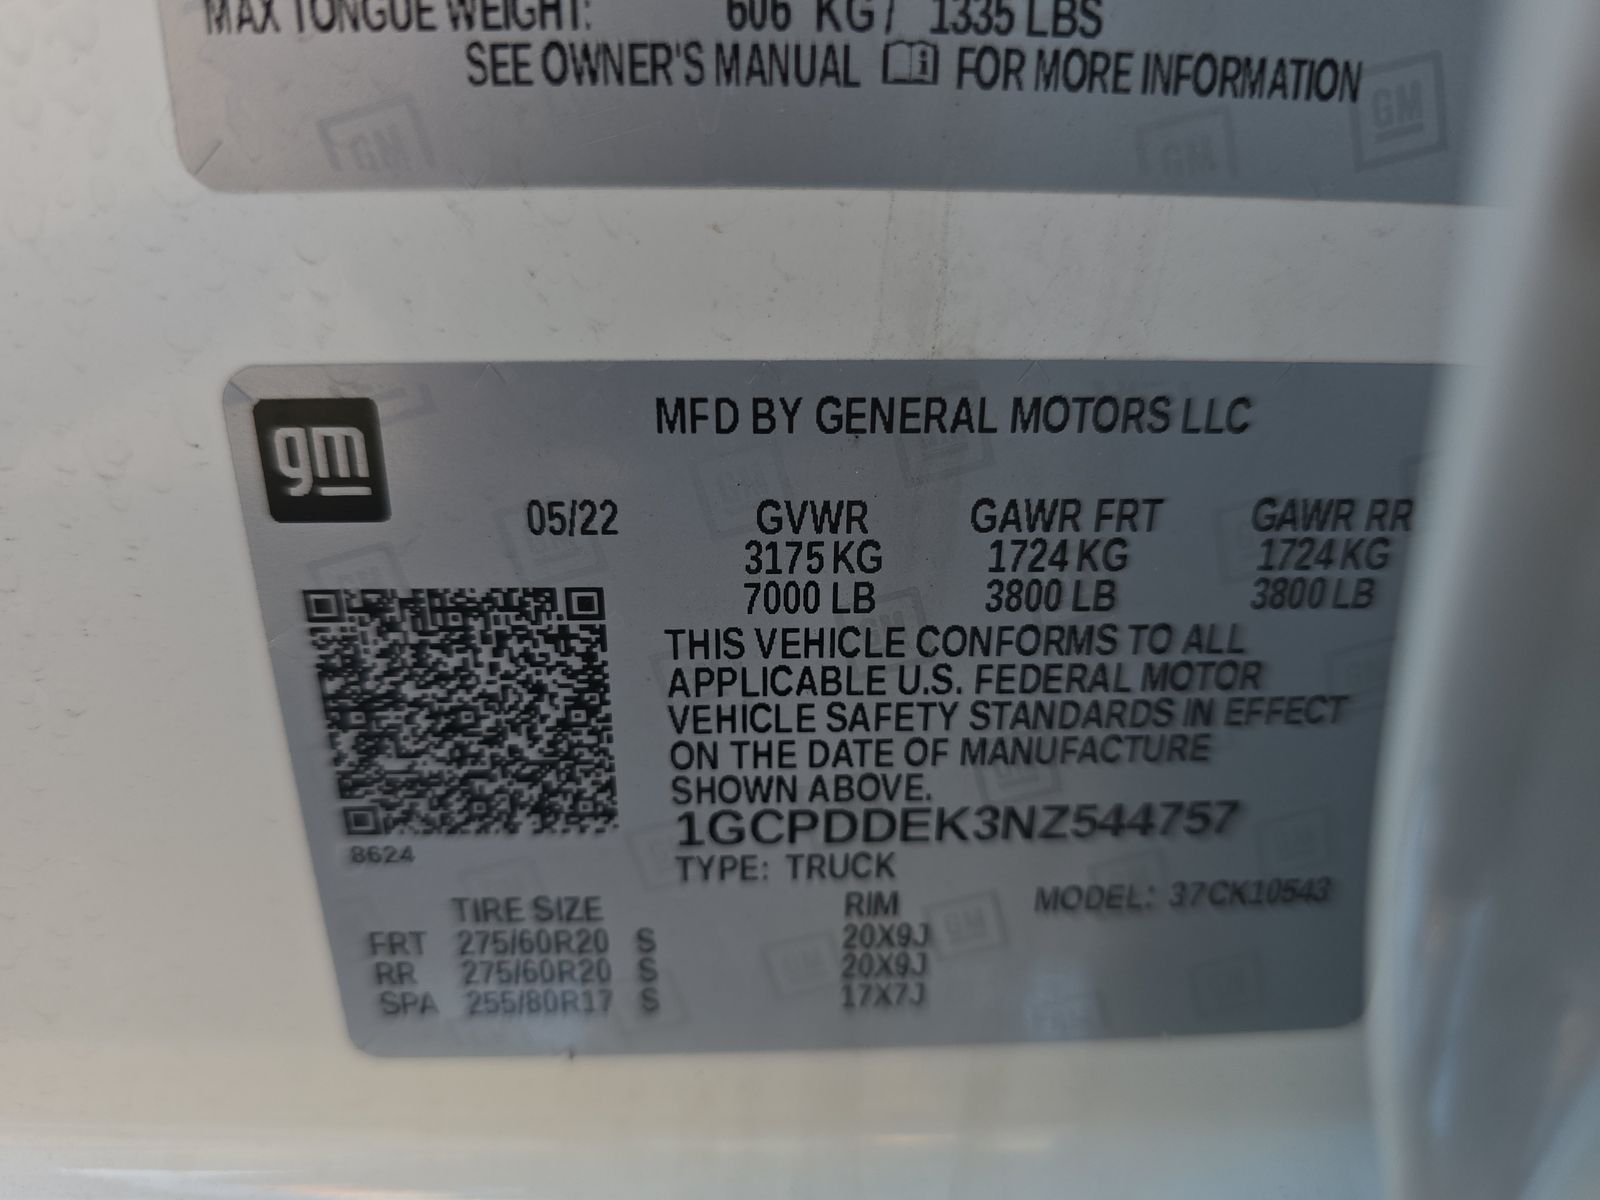 MAX TONGUE WEIGHT: 606 KG / 1335 LBS
SEE OWNER'S MANUAL FOR MORE INFORMATION
gm
MFD BY GENERAL MOTORS LLC
05/22 GVWR GAWR FRT GAWR RR
3175 KG 1724 KG 1724 KG
7000 LB 3800 LB 3800 LB
THIS VEHICLE CONFORMS TO ALL
APPLICABLE U.S. FEDERAL MOTOR
VEHICLE SAFETY STANDARDS IN EFFECT
ON THE DATE OF MANUFACTURE
SHOWN ABOVE.
1GCPDDEK3NZ544757
8624
TYPE: TRUCK
MODEL: 37CK10543
TIRE SIZE RIM
FRT 275/60R20 S 20X9J
RR 275/60R20 S 20X9J
SPA 255/80R17 S 17X7J
GM
GM
GM
GM